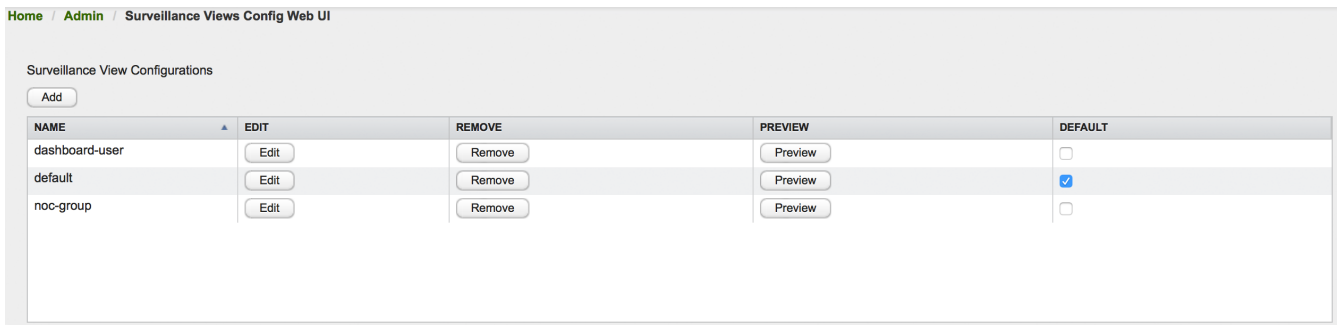 Home / Admin / Surveillance Views Config Web UI
Surveillance View Configurations
Add
NAME EDIT REMOVE PREVIEW DEFAULT
dashboard-user Edit Remove Preview
default Edit Remove Preview
noc-group Edit Remove Preview